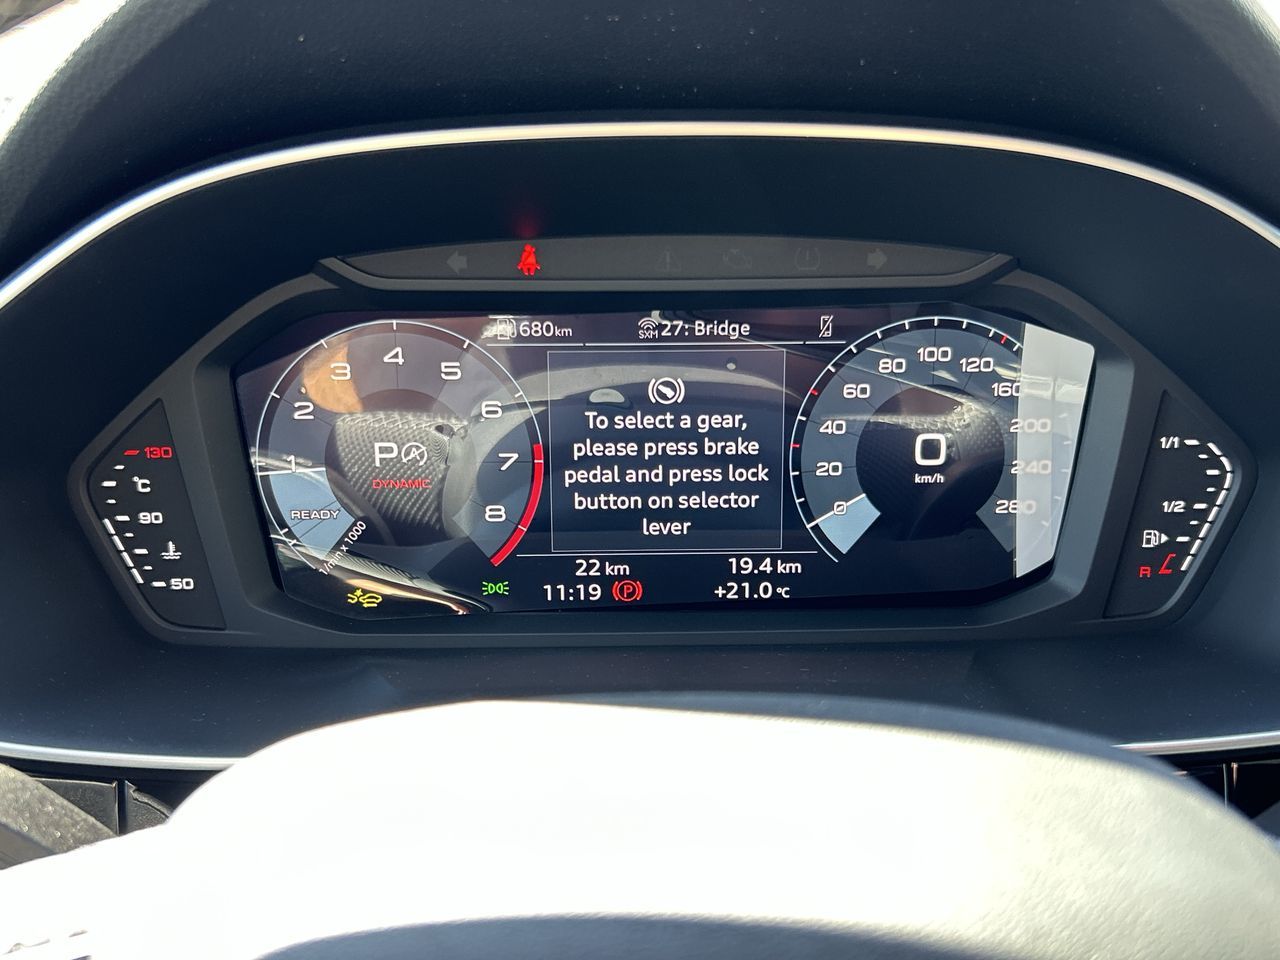 680km
SXM 27: Bridge
To select a gear,
please press brake
pedal and press lock
button on selector
lever
1 2 3 4 5 6 7 8
P A
DYNAMIC
READY
1/min x 1000
0 20 40 60 80 100 120 160 200 240 280
0
km/h
130
°C
90
50
1/1
1/2
R
22 km
19.4 km
11:19 P
+21.0 °C